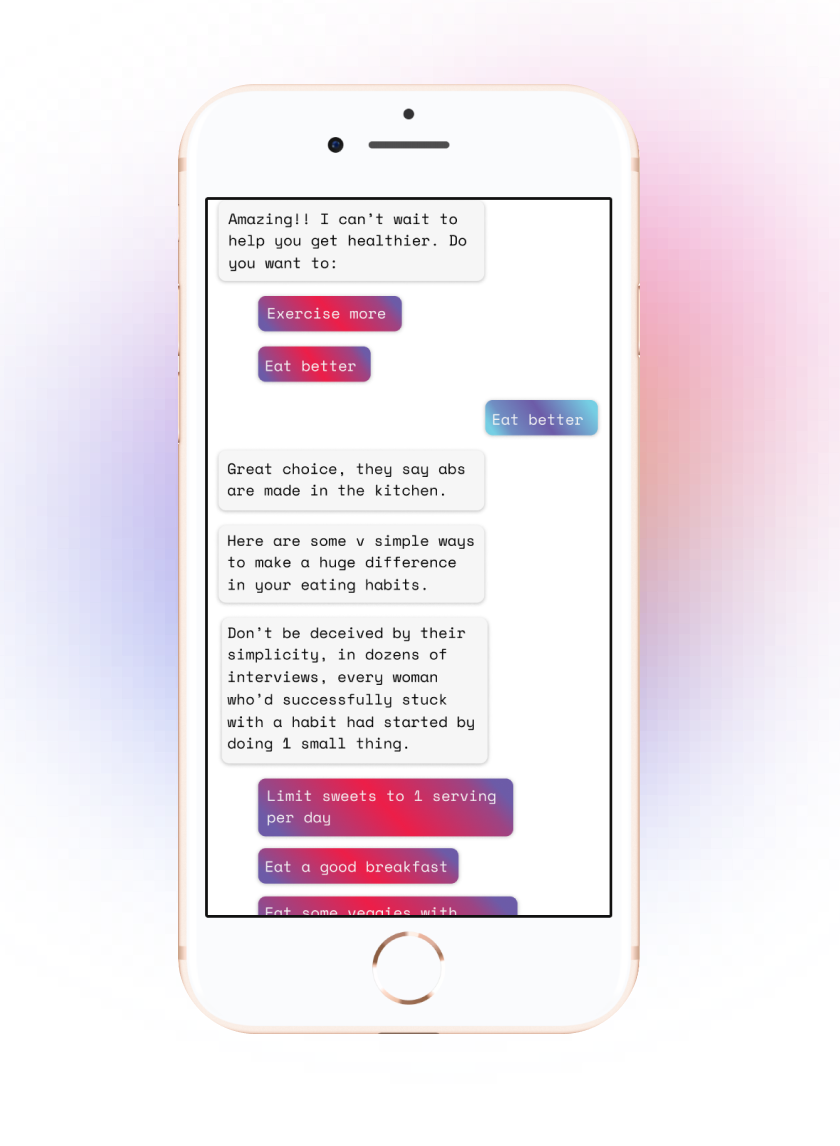 Amazing!! I can't wait to
help you get healthier. Do
you want to:
Exercise more
Eat better
Eat better
Great choice, they say abs
are made in the kitchen.
Here are some v simple ways
to make a huge difference
in your eating habits.
Don't be deceived by their
simplicity, in dozens of
interviews, every woman
who'd successfully stuck
with a habit had started by
doing 1 small thing.
Limit sweets to 1 serving
per day
Eat a good breakfast
Eat some veggies with